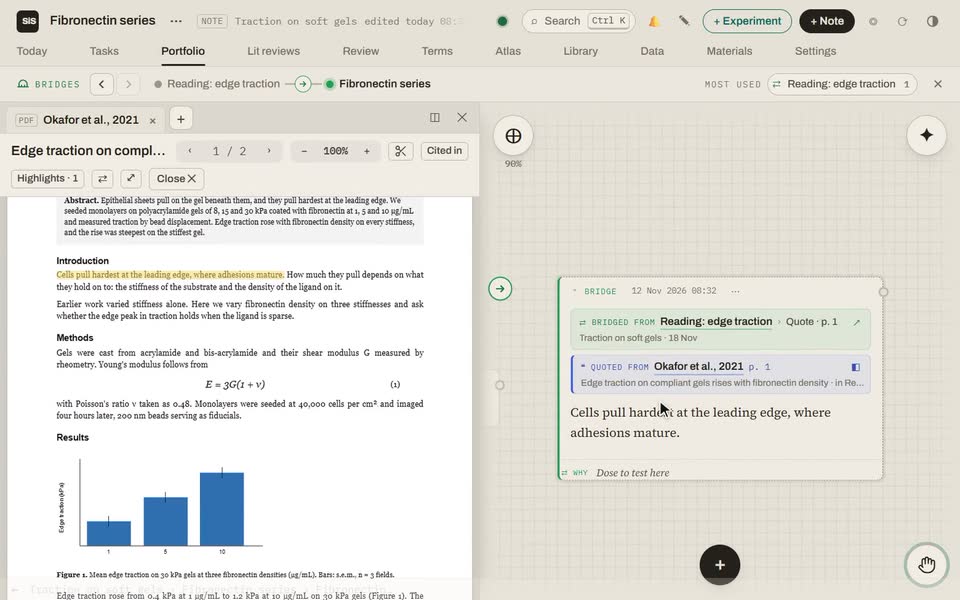 SiS Fibronectin series ··· NOTE Traction on soft gels edited today 08:
Search Ctrl K + Experiment + Note
Today Tasks Portfolio Lit reviews Review Terms Atlas Library Data Materials Settings
BRIDGES Reading: edge traction Fibronectin series MOST USED Reading: edge traction 1
PDF Okafor et al., 2021 × +
Edge traction on compl... ‹ 1 / 2 › − 100% + Cited in
Highlights · 1 Close ×
Abstract. Epithelial sheets pull on the gel beneath them, and they pull hardest at the leading edge. We
seeded monolayers on polyacrylamide gels of 8, 15 and 30 kPa coated with fibronectin at 1, 5 and 10 µg/mL
and measured traction by bead displacement. Edge traction rose with fibronectin density on every stiffness,
and the rise was steepest on the stiffest gel.
Introduction
Cells pull hardest at the leading edge, where adhesions mature. How much they pull depends on what
they hold on to: the stiffness of the substrate and the density of the ligand on it.
Earlier work varied stiffness alone. Here we vary fibronectin density on three stiffnesses and ask
whether the edge peak in traction holds when the ligand is sparse.
Methods
Gels were cast from acrylamide and bis-acrylamide and their shear modulus G measured by
rheometry. Young's modulus follows from
E = 3G(1 + ν) (1)
with Poisson's ratio ν taken as 0.48. Monolayers were seeded at 40,000 cells per cm² and imaged
four hours later, 200 nm beads serving as fiducials.
Results
Edge traction (kPa)
1 5 10
Figure 1. Mean edge traction on 30 kPa gels at three fibronectin densities (µg/mL). Bars: s.e.m., n = 3 fields.
Edge traction rose from 0.4 kPa at 1 µg/mL to 1.2 kPa at 10 µg/mL on 30 kPa gels (Figure 1). The
90%
BRIDGE 12 Nov 2026 08:32 ···
BRIDGED FROM Reading: edge traction › Quote · p. 1 ↗
Traction on soft gels · 18 Nov
❝ QUOTED FROM Okafor et al., 2021 p. 1
Edge traction on compliant gels rises with fibronectin density · in Re...
Cells pull hardest at the leading edge, where
adhesions mature.
WHY Dose to test here
+